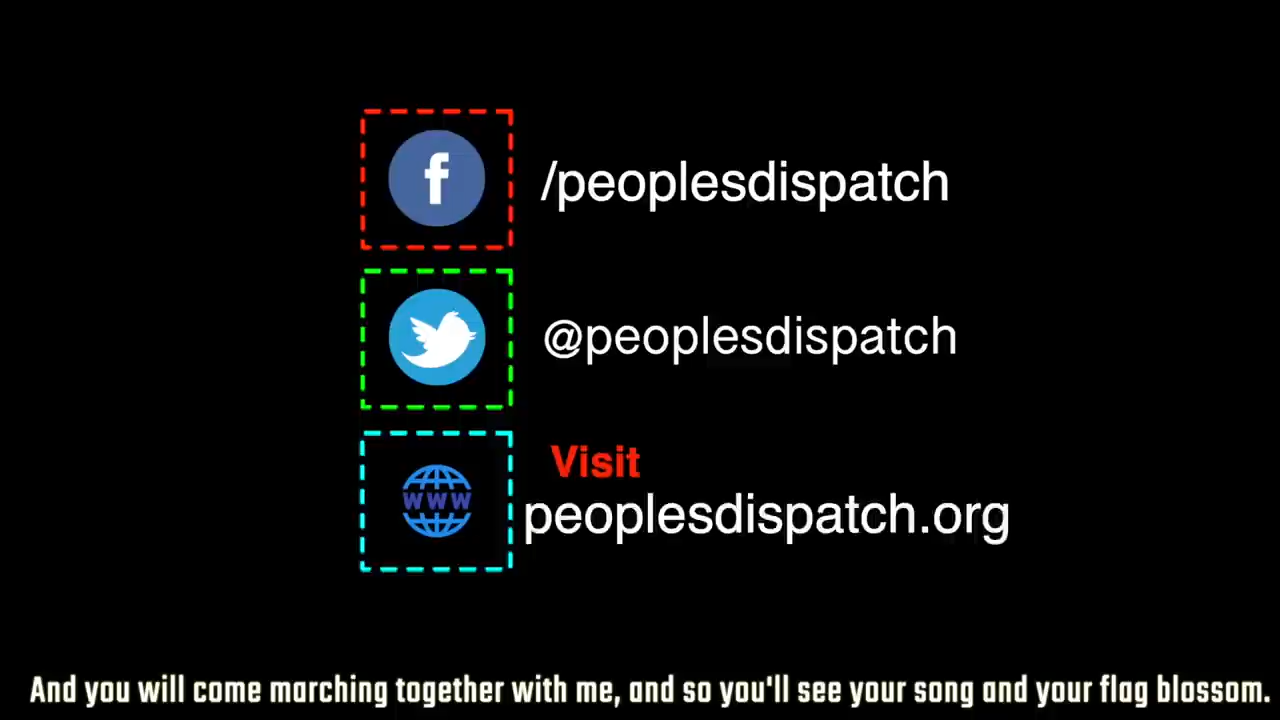 f
/peoplesdispatch
@peoplesdispatch
Visit
WWW
peoplesdispatch.org
And you will come marching together with me, and so you'll see your song and your flag blossom.